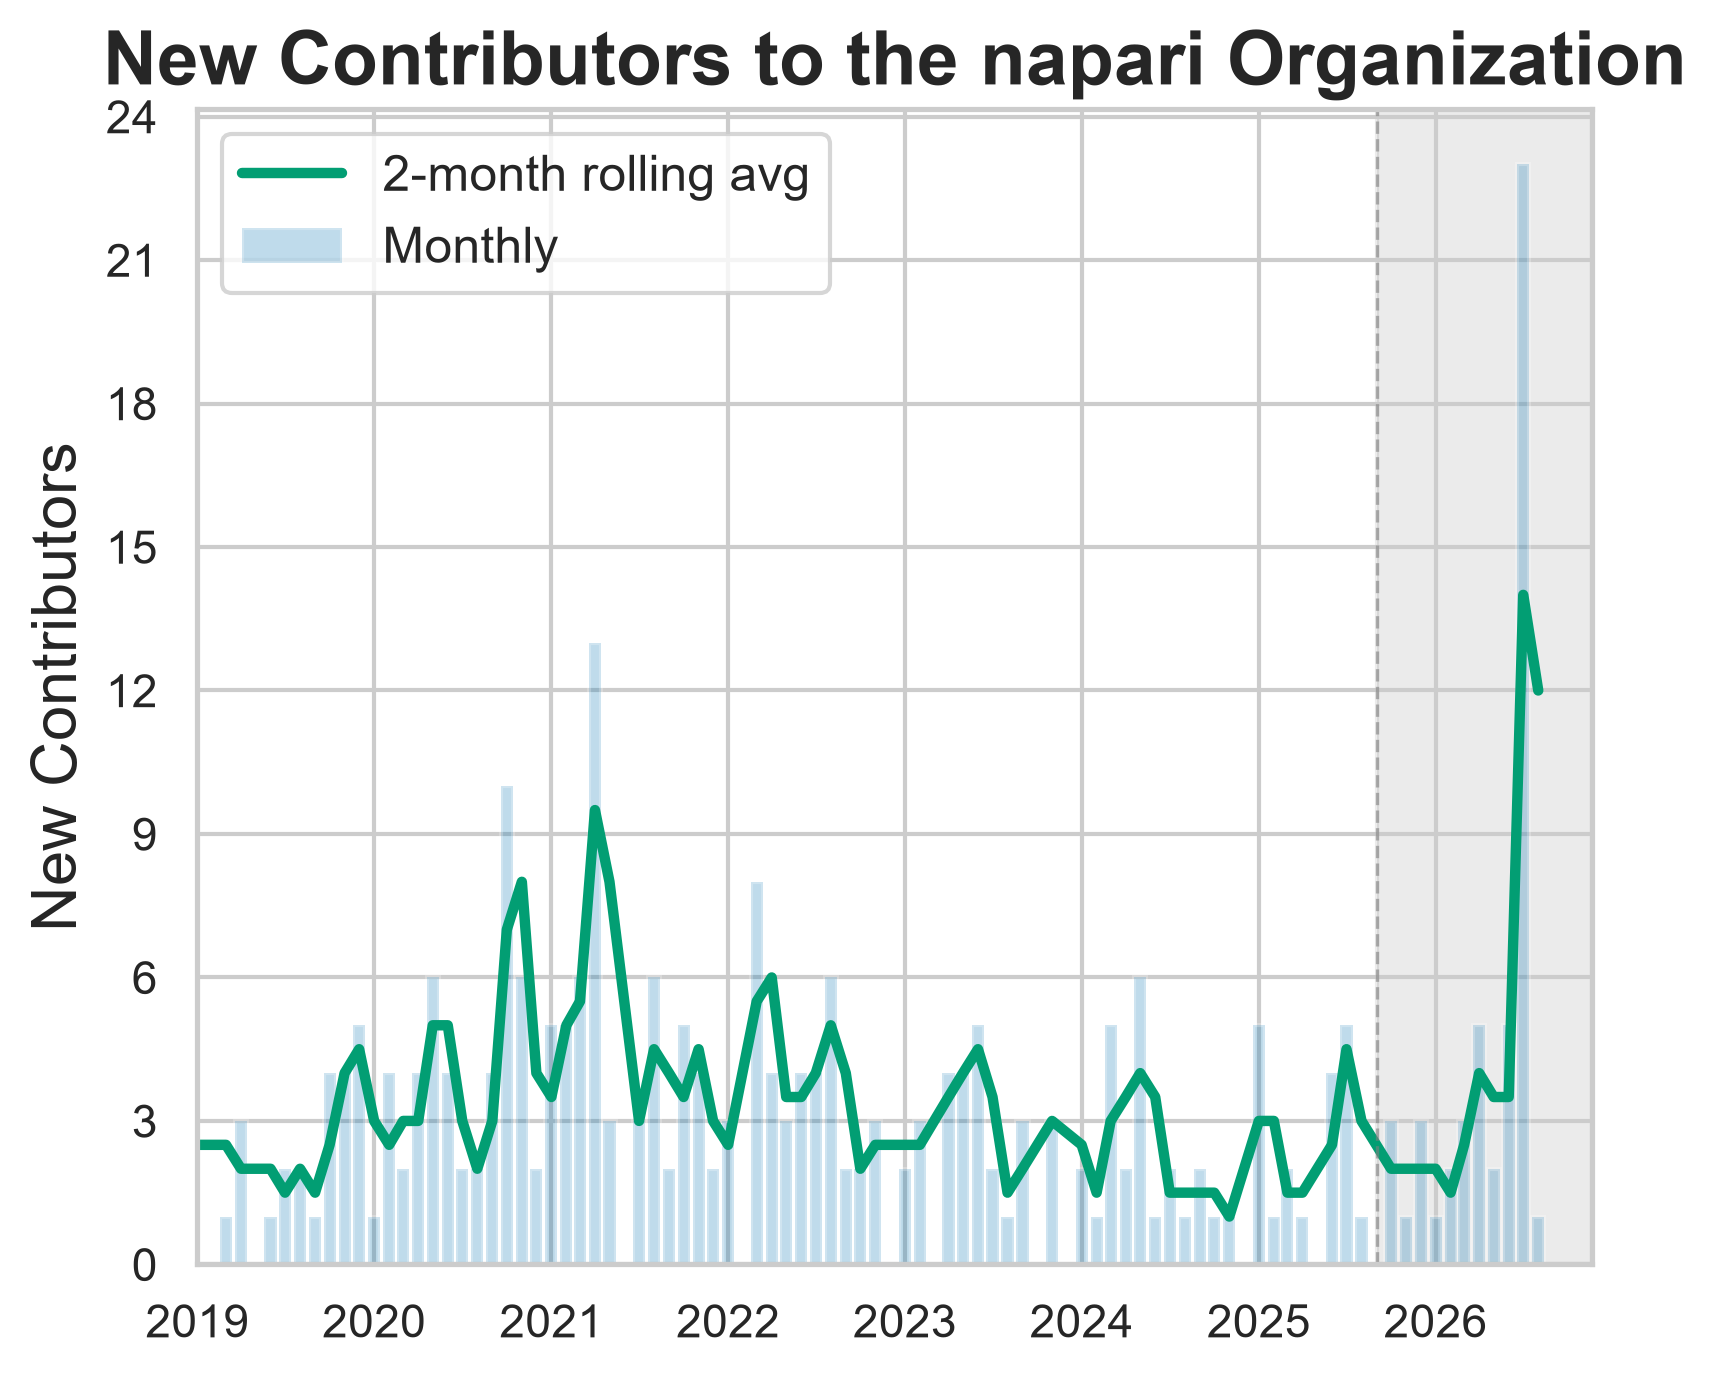 New Contributors to the napari Organization
2-month rolling avg
Monthly
New Contributors
24
21
18
15
12
9
6
3
0
2019 2020 2021 2022 2023 2024 2025 2026